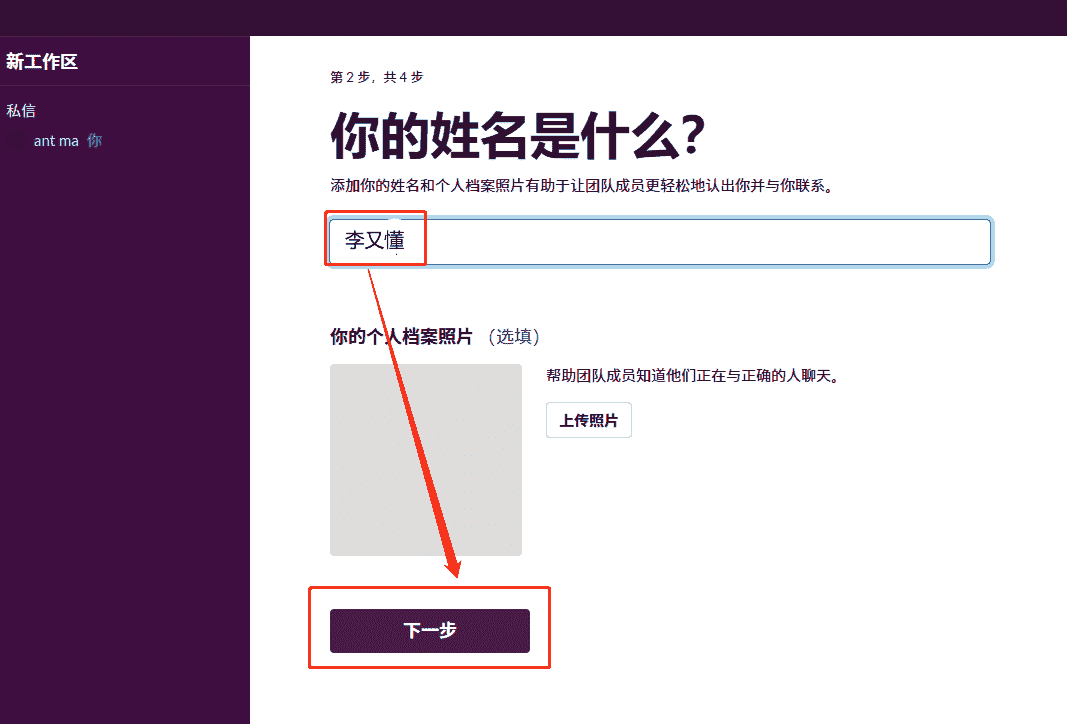 新工作区
私信
ant ma 你
第2步，共4步
你的姓名是什么?
添加你的姓名和个人档案照片有助于让团队成员更轻松地认出你并与你联系。
李又懂
你的个人档案照片 （选填）
帮助团队成员知道他们正在与正确的人聊天。
上传照片
下一步